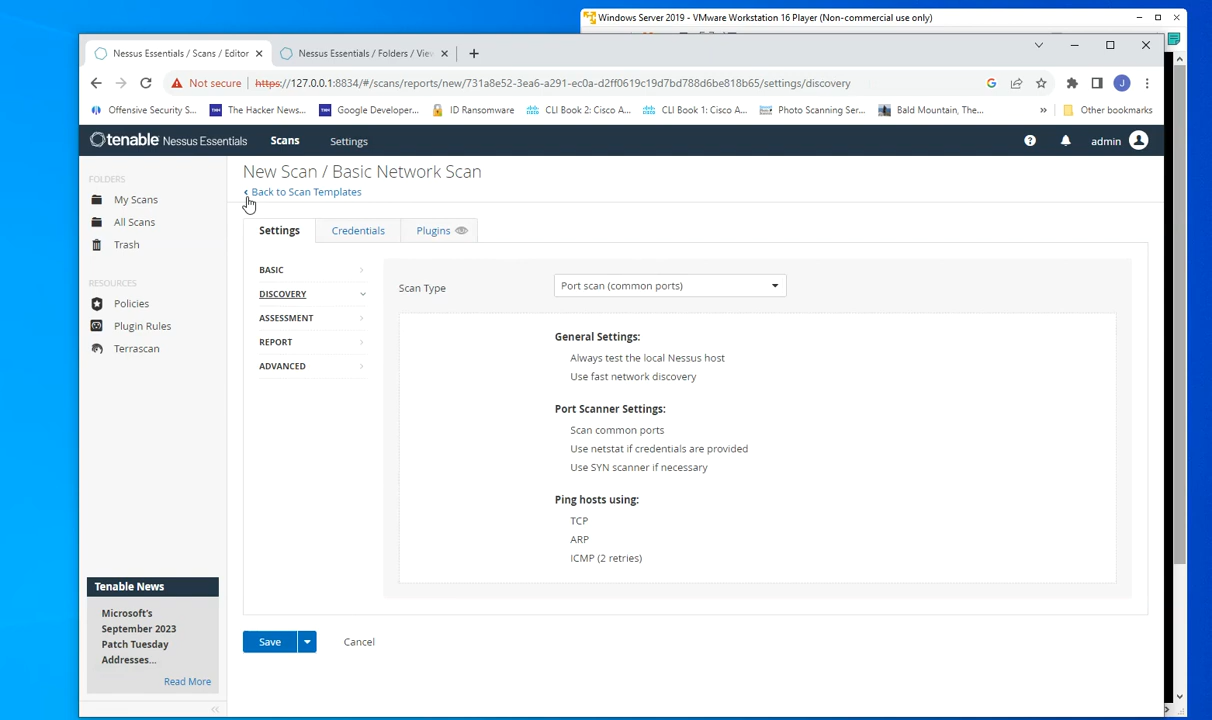 Windows Server 2019 - VMware Workstation 16 Player (Non-commercial use only)
Nessus Essentials / Scans / Editor
Nessus Essentials / Folders / Vie
Not secure
https://127.0.0.1:8834/#/scans/reports/new/731a8e52-3ea6-a291-ec0a-d2ff0619c19d7bd788d6be818b65/settings/discovery
J
Offensive Security S...
The Hacker News...
Google Developer...
ID Ransomware
CLI Book 2: Cisco A...
CLI Book 1: Cisco A...
Photo Scanning Ser...
Bald Mountain, The...
»
Other bookmarks
tenable Nessus Essentials
Scans
Settings
admin
FOLDERS
My Scans
All Scans
Trash
RESOURCES
Policies
Plugin Rules
Terrascan
Tenable News
Microsoft's
September 2023
Patch Tuesday
Addresses...
Read More
New Scan / Basic Network Scan
Back to Scan Templates
Settings
Credentials
Plugins
BASIC
DISCOVERY
ASSESSMENT
REPORT
ADVANCED
Scan Type
Port scan (common ports)
General Settings:
Always test the local Nessus host
Use fast network discovery
Port Scanner Settings:
Scan common ports
Use netstat if credentials are provided
Use SYN scanner if necessary
Ping hosts using:
TCP
ARP
ICMP (2 retries)
Save
Cancel